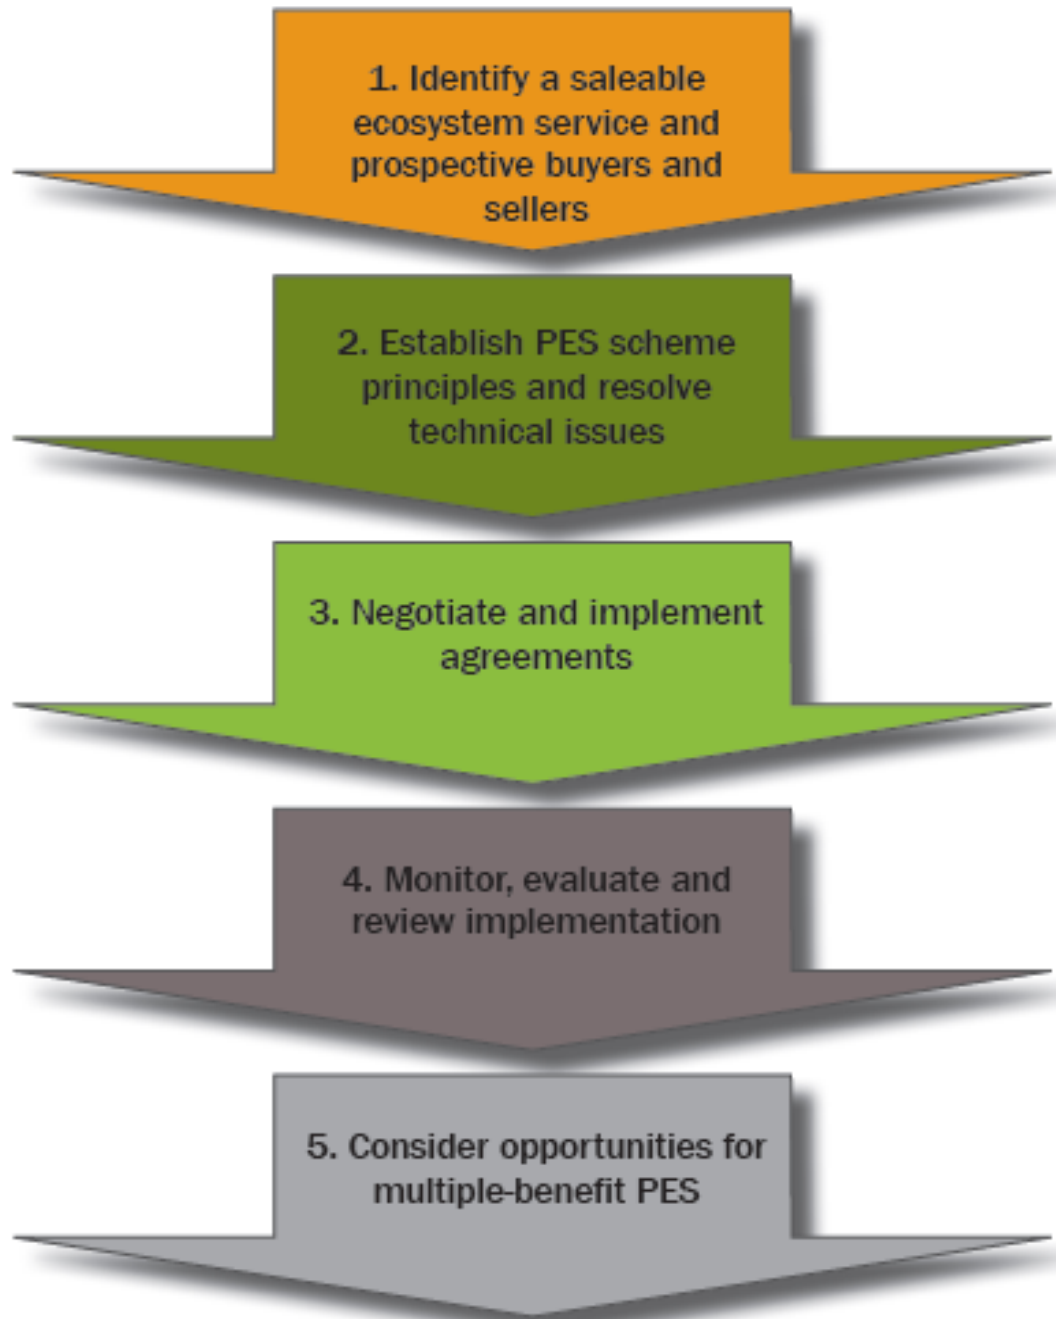 1. Identify a saleable
ecosystem service and
prospective buyers and
sellers
2. Establish PES scheme
principles and resolve
technical issues
3. Negotiate and implement
agreements
4. Monitor, evaluate and
review implementation
5. Consider opportunities for
multiple-benefit PES